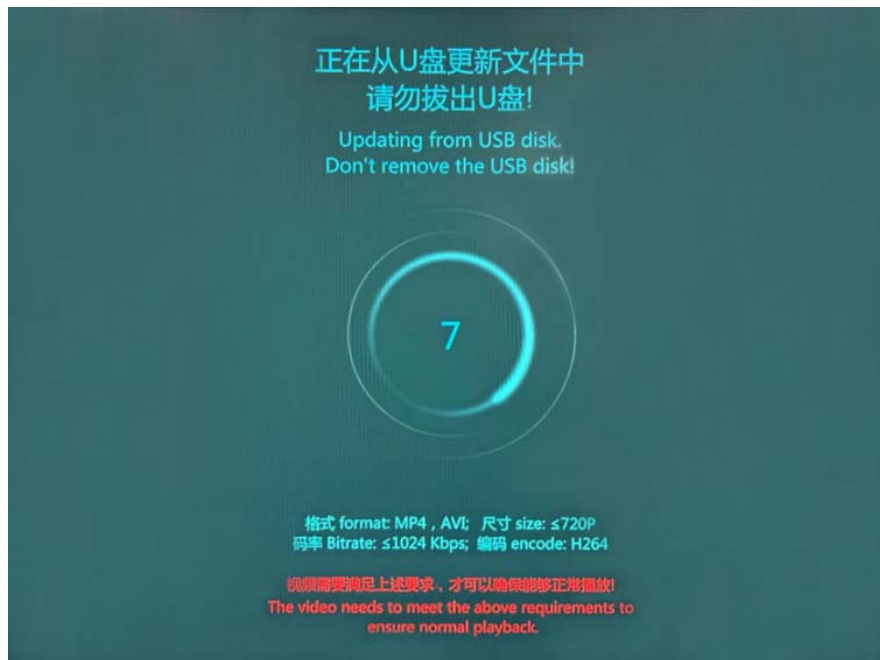 正在从U盘更新文件中
请勿拔出U盘!
Updating from USB disk.
Don't remove the USB disk!
7
格式 format: MP4 , AVI; 尺寸 size: ≤720P
码率 Bitrate: ≤1024 Kbps; 编码 encode: H264
视频需要满足上述要求、才可以确保能够正常播放!
The video needs to meet the above requirements to
ensure normal playback.